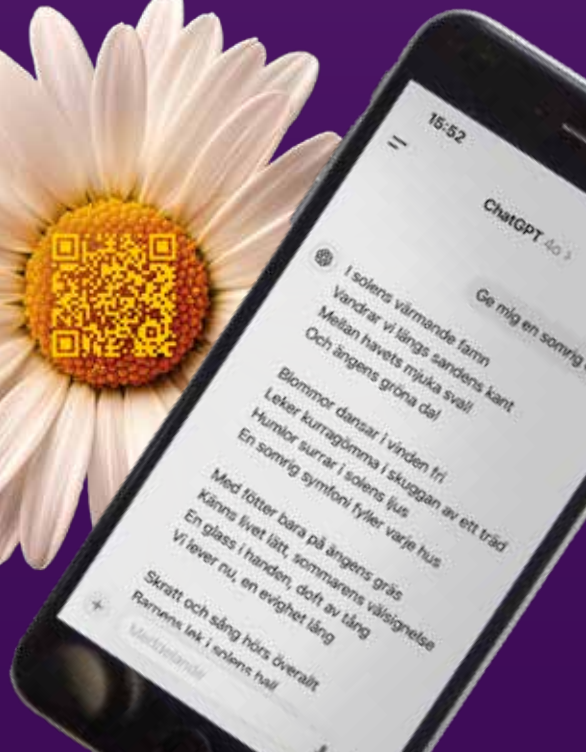 15:52
ChatGPT 4o >
Ge mig en somrig
I solens värmande famn
Vandrar vi längs sandens kant
Mellan havets mjuka svall
Och ängens gröna dal
Blommor dansar i vinden fri
Leker kurragömma i skuggan av ett träd
Humlor surrar i solens ljus
En somrig symfoni fyller varje hus
Med fötter bara på ängens gräs
Känns livet lätt, sommarens välsignelse
En glass i handen, doft av tång
Vi lever nu, en evighet lång
Skratt och sång hörs överallt
Barnens lek i solens hall
Meddelande